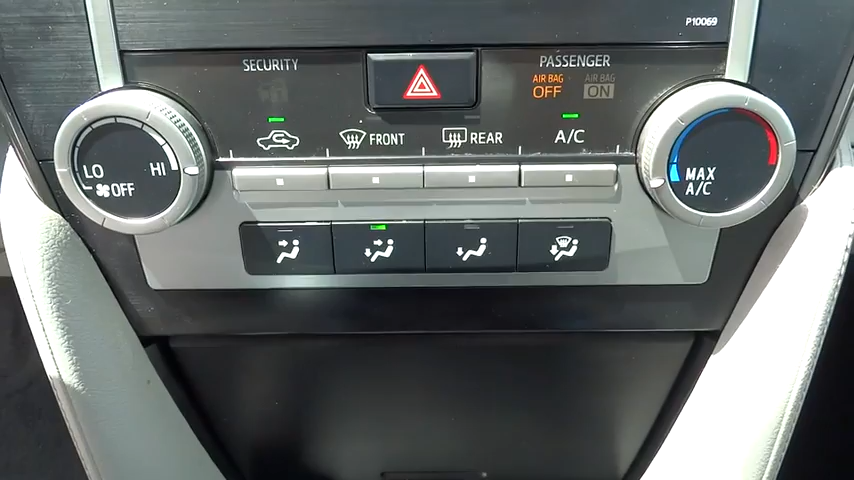 P10069
SECURITY
PASSENGER
AIR BAG
OFF
AIR BAG
ON
FRONT
REAR
A/C
LO
HI
OFF
MAX
A/C